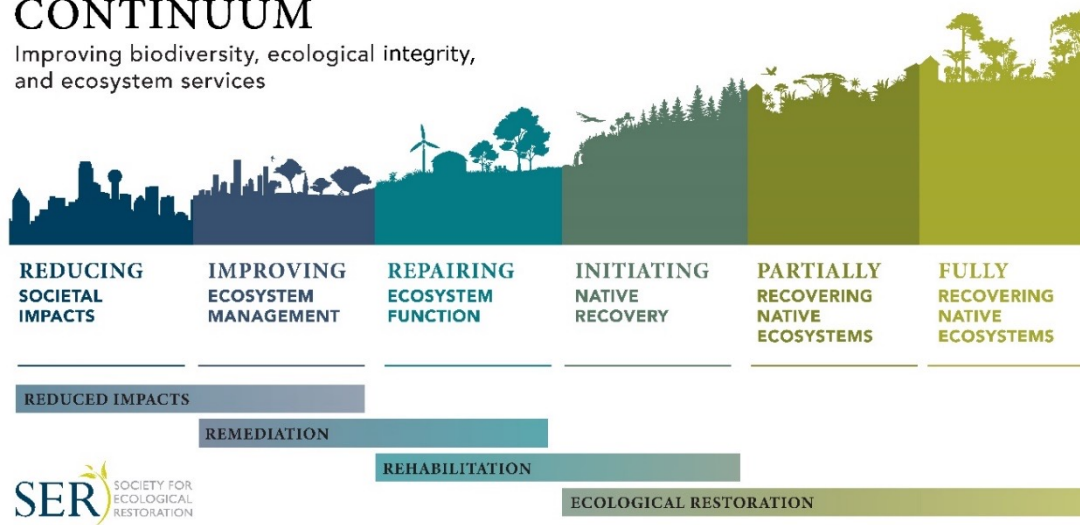 CONTINUUM
Improving biodiversity, ecological integrity,
and ecosystem services
REDUCING
SOCIETAL
IMPACTS
IMPROVING
ECOSYSTEM
MANAGEMENT
REPAIRING
ECOSYSTEM
FUNCTION
INITIATING
NATIVE
RECOVERY
PARTIALLY
RECOVERING
NATIVE
ECOSYSTEMS
FULLY
RECOVERING
NATIVE
ECOSYSTEMS
REDUCED IMPACTS
REMEDIATION
REHABILITATION
ECOLOGICAL RESTORATION
SER
SOCIETY FOR
ECOLOGICAL
RESTORATION